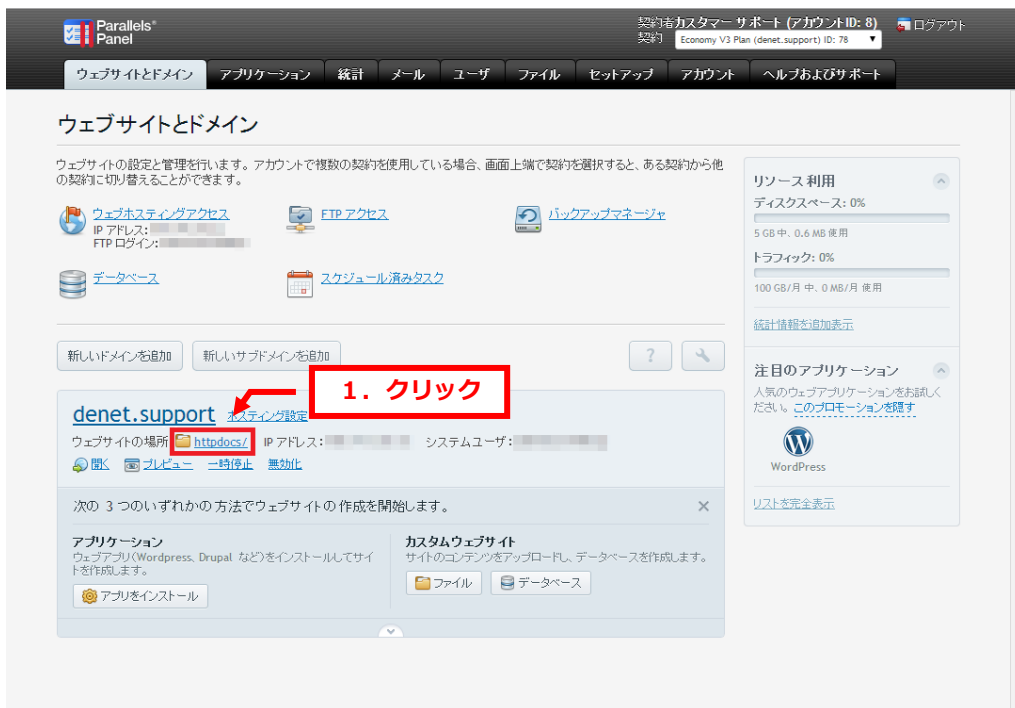 Parallels®
Panel
契約者カスタマー サポート (アカウントID: 8)
契約 Economy V3 Plan (denet.support) ID: 78
ログアウト
ウェブサイトとドメイン アプリケーション 統計 メール ユーザ ファイル セットアップ アカウント ヘルプおよびサポート
ウェブサイトとドメイン
ウェブサイトの設定と管理を行います。アカウントで複数の契約を使用している場合、画面上端で契約を選択すると、ある契約から他
の契約に切り替えることができます。
ウェブホスティングアクセス
IP アドレス:
FTP ログイン:
FTP アクセス
バックアップマネージャ
データベース
スケジュール済みタスク
リソース利用
ディスクスペース: 0%
5 GB 中、0.6 MB 使用
トラフィック: 0%
100 GB/月 中、0 MB/月 使用
統計情報を追加表示
新しいドメインを追加 新しいサブドメインを追加
?
1. クリック
denet.support ホスティング設定
ウェブサイトの場所 httpdocs/ IP アドレス: システムユーザ:
開く プレビュー 一時停止 無効化
次の 3 つのいずれかの方法でウェブサイトの作成を開始します。
アプリケーション
ウェブアプリ(Wordpress、Drupal など)をインストールしてサイ
トを作成します。
アプリをインストール
カスタムウェブサイト
サイトのコンテンツをアップロードし、データベースを作成します。
ファイル データベース
注目のアプリケーション
人気のウェブアプリケーションをお試しく
ださい。このプロモーションを隠す
WordPress
リストを完全表示